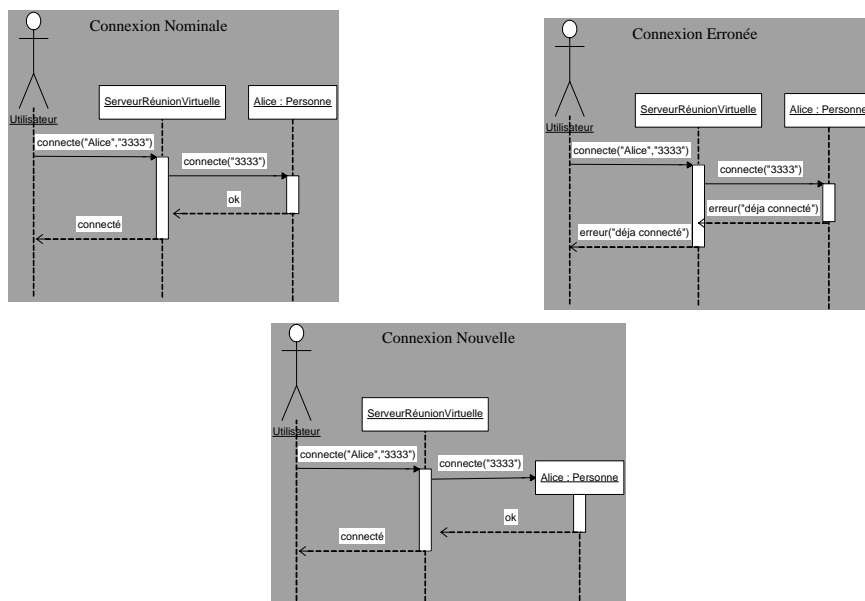 Connexion Nominale
Utilisateur
ServeurRéunionVirtuelle
Alice : Personne
connecte("Alice","3333")
connecte("3333")
ok
connecté
Connexion Erronée
Utilisateur
ServeurRéunionVirtuelle
Alice : Personne
connecte("Alice","3333")
connecte("3333")
erreur("déja connecté")
erreur("déja connecté")
Connexion Nouvelle
Utilisateur
ServeurRéunionVirtuelle
connecte("Alice","3333")
connecte("3333")
Alice : Personne
ok
connecté